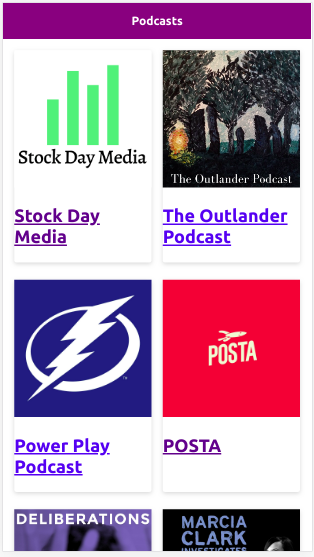 Podcasts
Stock Day Media
The Outlander Podcast
Stock Day
Media
The Outlander
Podcast
POSTA
Power Play
Podcast
POSTA
DELIBERATIONS
MARCIA
CLARK
INVESTIGATES